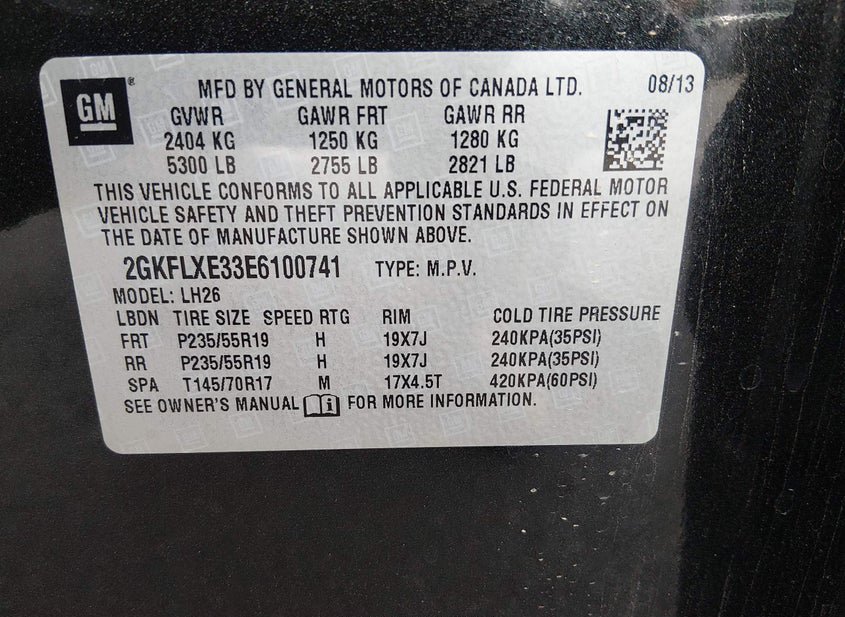 GM ® MFD BY GENERAL MOTORS OF CANADA LTD. 08/13
GVWR GAWR FRT GAWR RR
2404 KG 1250 KG 1280 KG
5300 LB 2755 LB 2821 LB
THIS VEHICLE CONFORMS TO ALL APPLICABLE U.S. FEDERAL MOTOR
VEHICLE SAFETY AND THEFT PREVENTION STANDARDS IN EFFECT ON
THE DATE OF MANUFACTURE SHOWN ABOVE.
2GKFLXE33E6100741 TYPE: M.P.V.
MODEL: LH26
LBDN TIRE SIZE SPEED RTG RIM COLD TIRE PRESSURE
FRT P235/55R19 H 19X7J 240KPA(35PSI)
RR P235/55R19 H 19X7J 240KPA(35PSI)
SPA T145/70R17 M 17X4.5T 420KPA(60PSI)
SEE OWNER'S MANUAL FOR MORE INFORMATION.